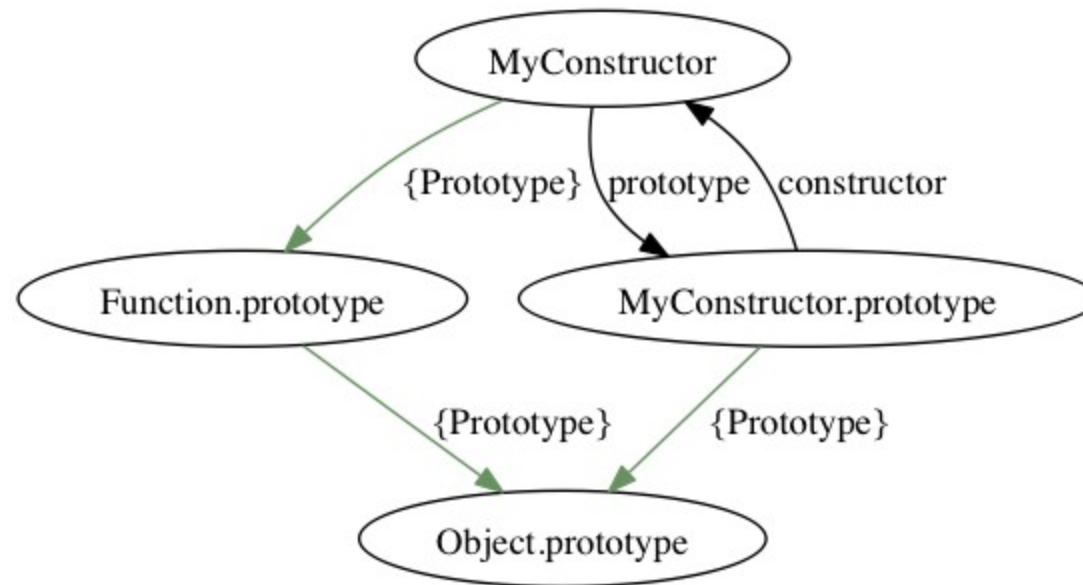 MyConstructor
{Prototype} prototype constructor
Function.prototype MyConstructor.prototype
{Prototype} {Prototype}
Object.prototype